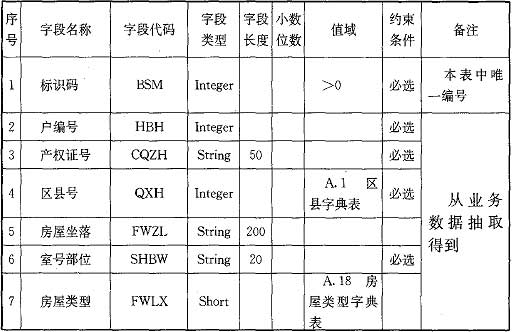 序号 字段名称 字段代码 字段类型 字段长度 小数位数 值域 约束条件 备注
1 标识码 BSM Integer >0 必选 本表中唯一编号
2 户编号 HBH Integer 必选 从业务数据抽取得到
3 产权证号 CQZH String 50 必选
4 区县号 QXH Integer A.1 区县字典表 必选
5 房屋坐落 FWZL String 200
6 室号部位 SHBW String 20 必选
7 房屋类型 FWLX Short A.18 房屋类型字典表